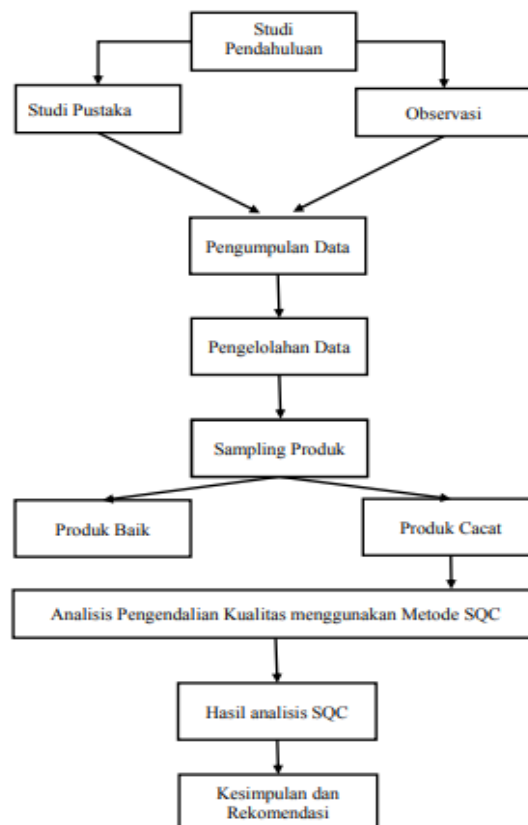 Studi
Pendahuluan
Studi Pustaka
Observasi
Pengumpulan Data
Pengelolahan Data
Sampling Produk
Produk Baik
Produk Cacat
Analisis Pengendalian Kualitas menggunakan Metode SQC
Hasil analisis SQC
Kesimpulan dan
Rekomendasi